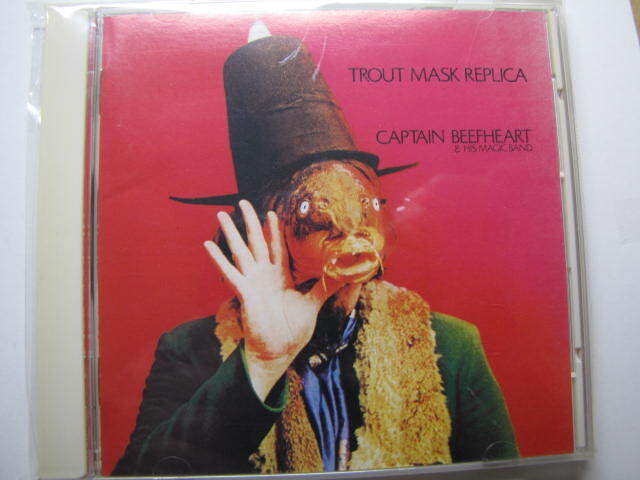 TROUT MASK REPLICA
CAPTAIN BEEFHEART
& HIS MAGIC BAND